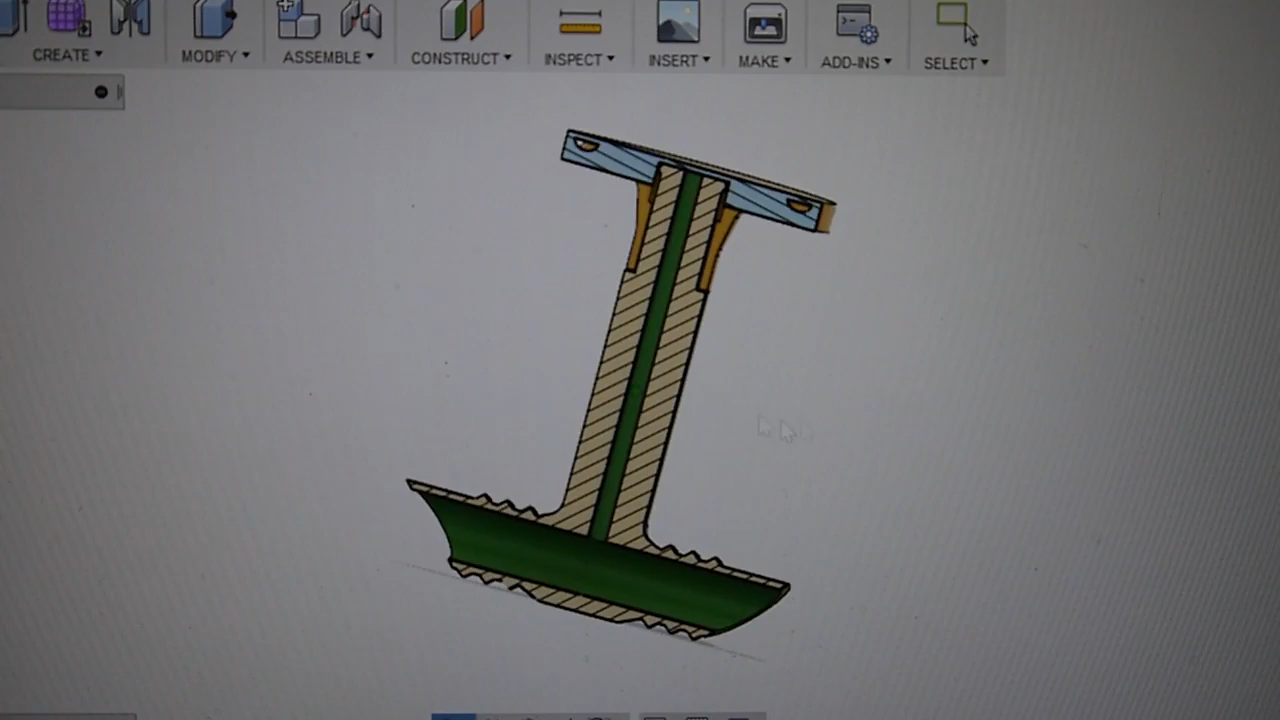 CREATE ▾ MODIFY ▾ ASSEMBLE ▾ CONSTRUCT ▾ INSPECT ▾ INSERT ▾ MAKE ▾ ADD-INS ▾ SELECT ▾